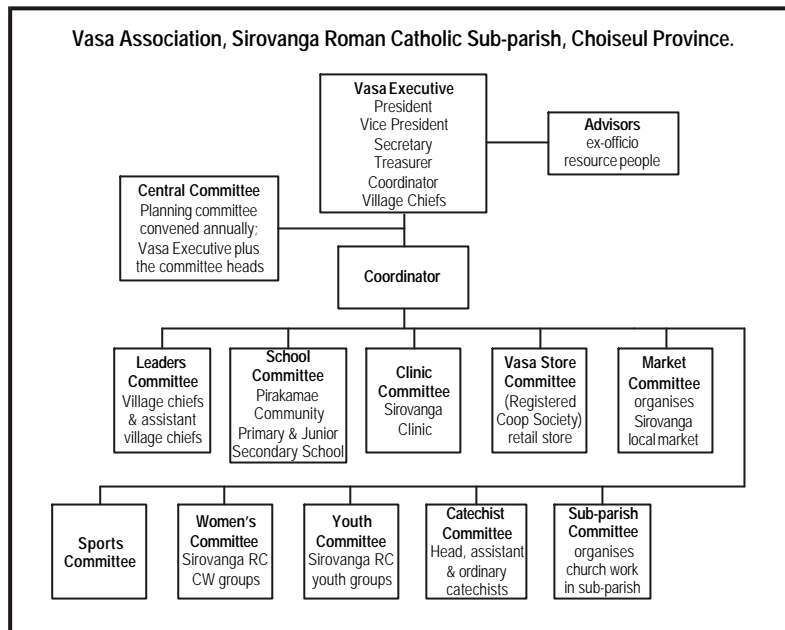 Vasa Association, Sirovanga Roman Catholic Sub-parish, Choiseul Province.
Vasa Executive
President
Vice President
Secretary
Treasurer
Coordinator
Village Chiefs
Advisors
ex-officio
resource people
Central Committee
Planning committee
convened annually;
Vasa Executive plus
the committee heads
Coordinator
Leaders
Committee
Village chiefs
& assistant
village chiefs
School
Committee
Pirakamae
Community
Primary & Junior
Secondary School
Clinic
Committee
Sirovanga
Clinic
Vasa Store
Committee
(Registered
Coop Society)
retail store
Market
Committee
organises
Sirovanga
local market
Sports
Committee
Women's
Committee
Sirovanga RC
CW groups
Youth
Committee
Sirovanga RC
youth groups
Catechist
Committee
Head, assistant
& ordinary
catechists
Sub-parish
Committee
organises
church work
in sub-parish